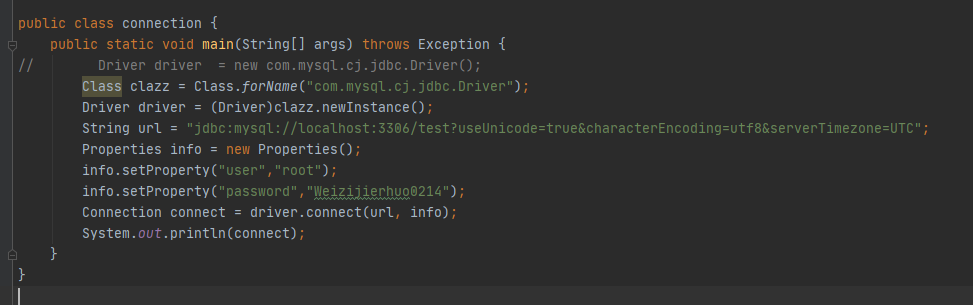 public class connection {
    public static void main(String[] args) throws Exception {
//        Driver driver  = new com.mysql.cj.jdbc.Driver();
        Class clazz = Class.forName("com.mysql.cj.jdbc.Driver");
        Driver driver = (Driver)clazz.newInstance();
        String url = "jdbc:mysql://localhost:3306/test?useUnicode=true&characterEncoding=utf8&serverTimezone=UTC";
        Properties info = new Properties();
        info.setProperty("user","root");
        info.setProperty("password","Weizijierhuo0214");
        Connection connect = driver.connect(url, info);
        System.out.println(connect);
    }
}